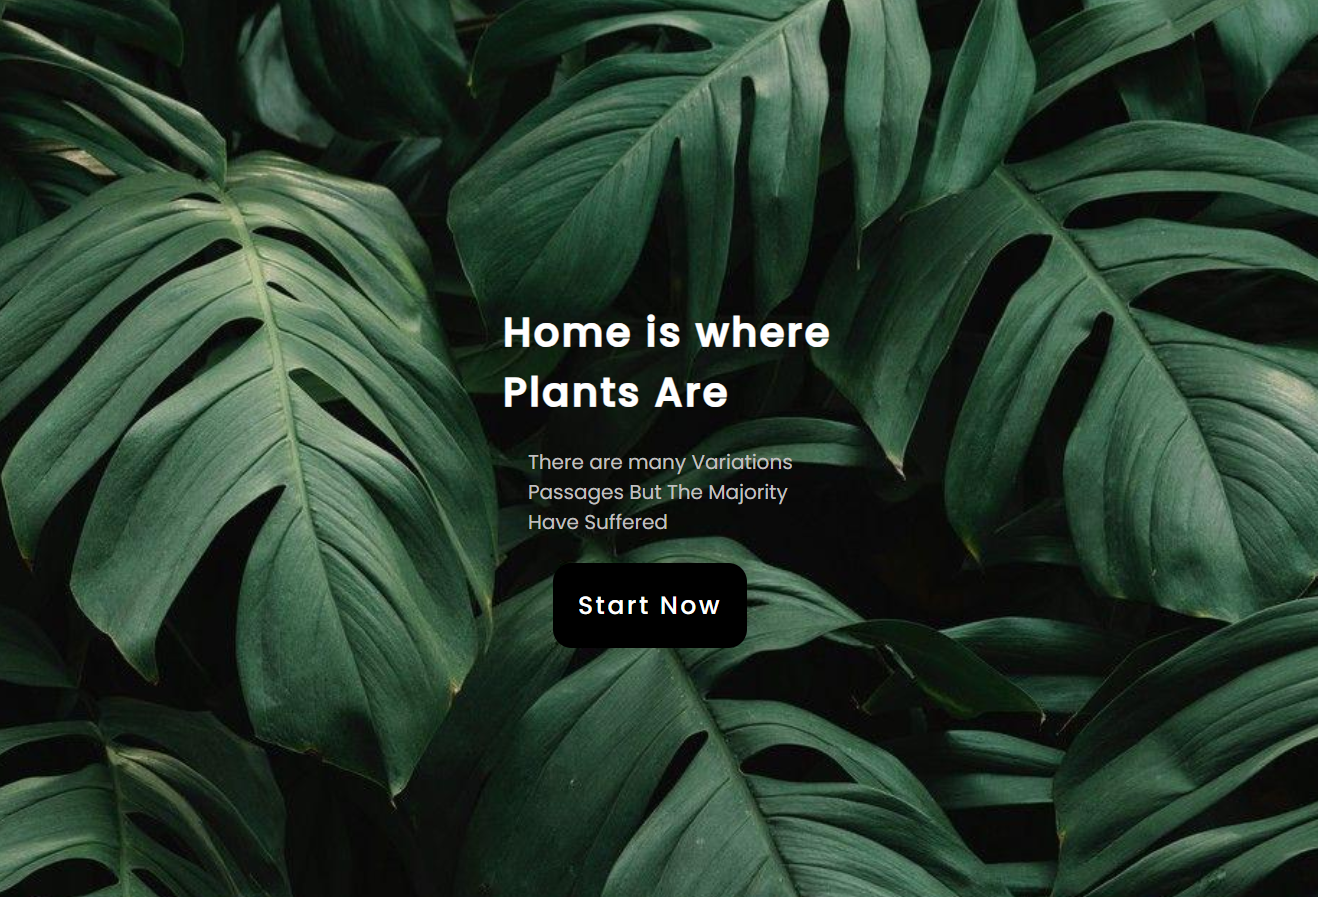 Home is where
Plants Are
There are many Variations
Passages But The Majority
Have Suffered
Start Now